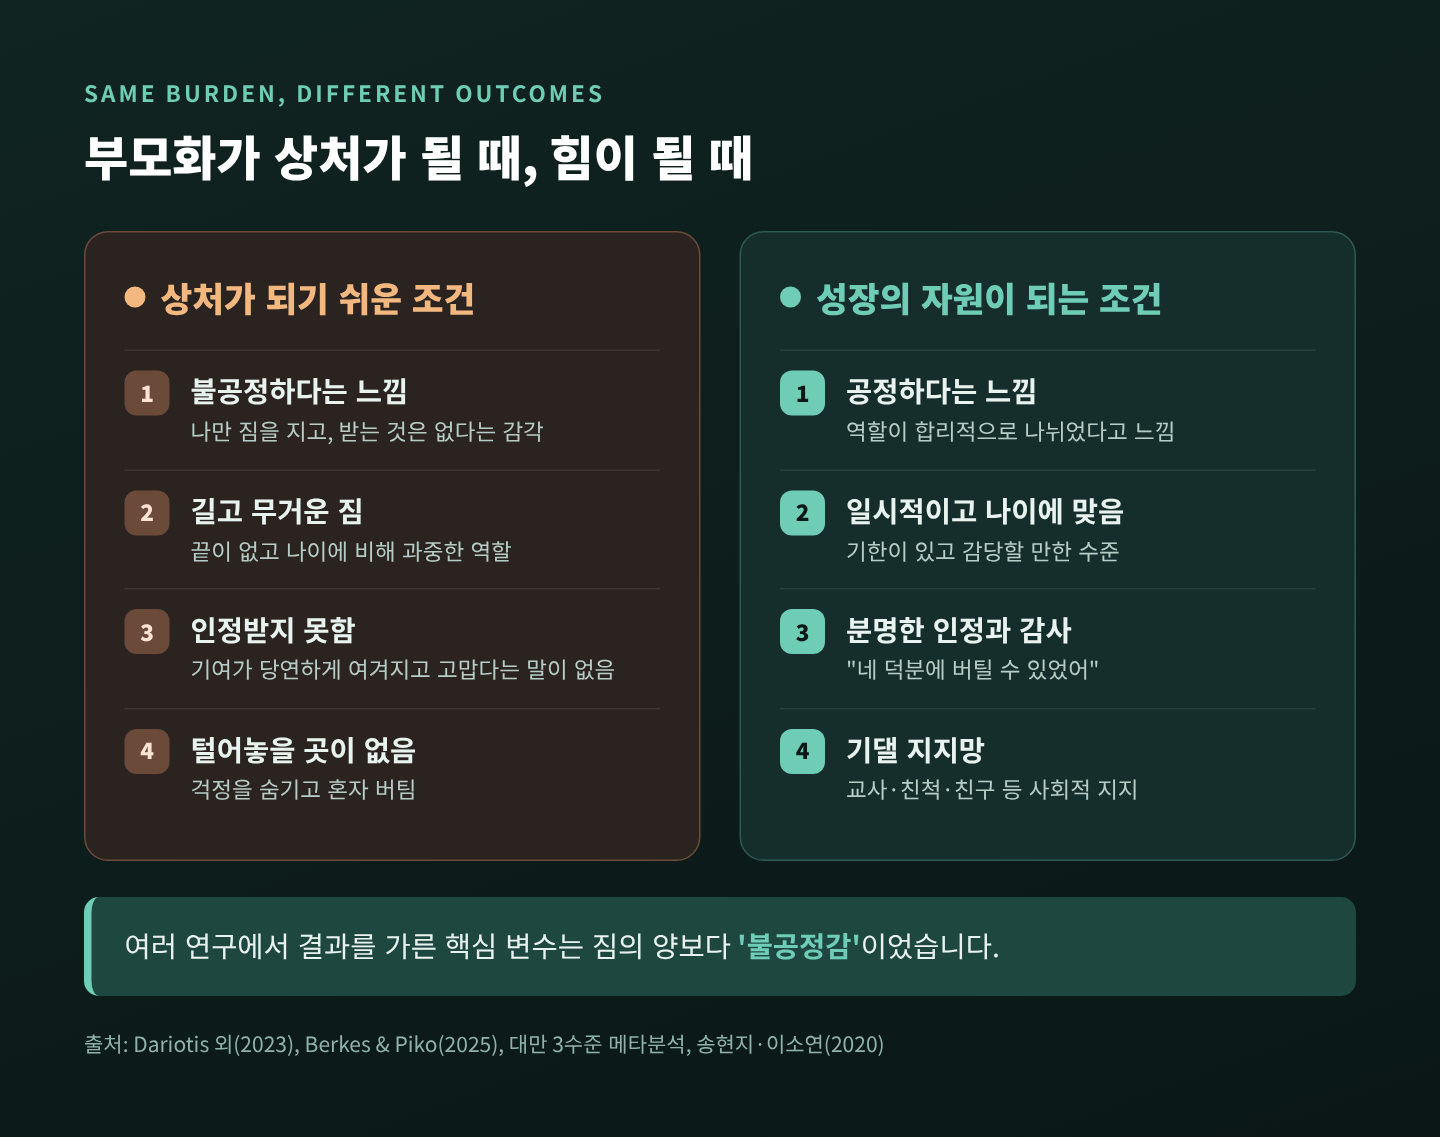 SAME BURDEN, DIFFERENT OUTCOMES
부모화가 상처가 될 때, 힘이 될 때
상처가 되기 쉬운 조건
1
불공정하다는 느낌
나만 짐을 지고, 받는 것은 없다는 감각
2
길고 무거운 짐
끝이 없고 나이에 비해 과중한 역할
3
인정받지 못함
기여가 당연하게 여겨지고 고맙다는 말이 없음
4
털어놓을 곳이 없음
걱정을 숨기고 혼자 버팀
성장의 자원이 되는 조건
1
공정하다는 느낌
역할이 합리적으로 나뉘었다고 느낌
2
일시적이고 나이에 맞음
기한이 있고 감당할 만한 수준
3
분명한 인정과 감사
"네 덕분에 버틸 수 있었어"
4
기댈 지지망
교사·친척·친구 등 사회적 지지
여러 연구에서 결과를 가른 핵심 변수는 짐의 양보다 '불공정감'이었습니다.
출처: Dariotis 외(2023), Berkes & Piko(2025), 대만 3수준 메타분석, 송현지·이소연(2020)